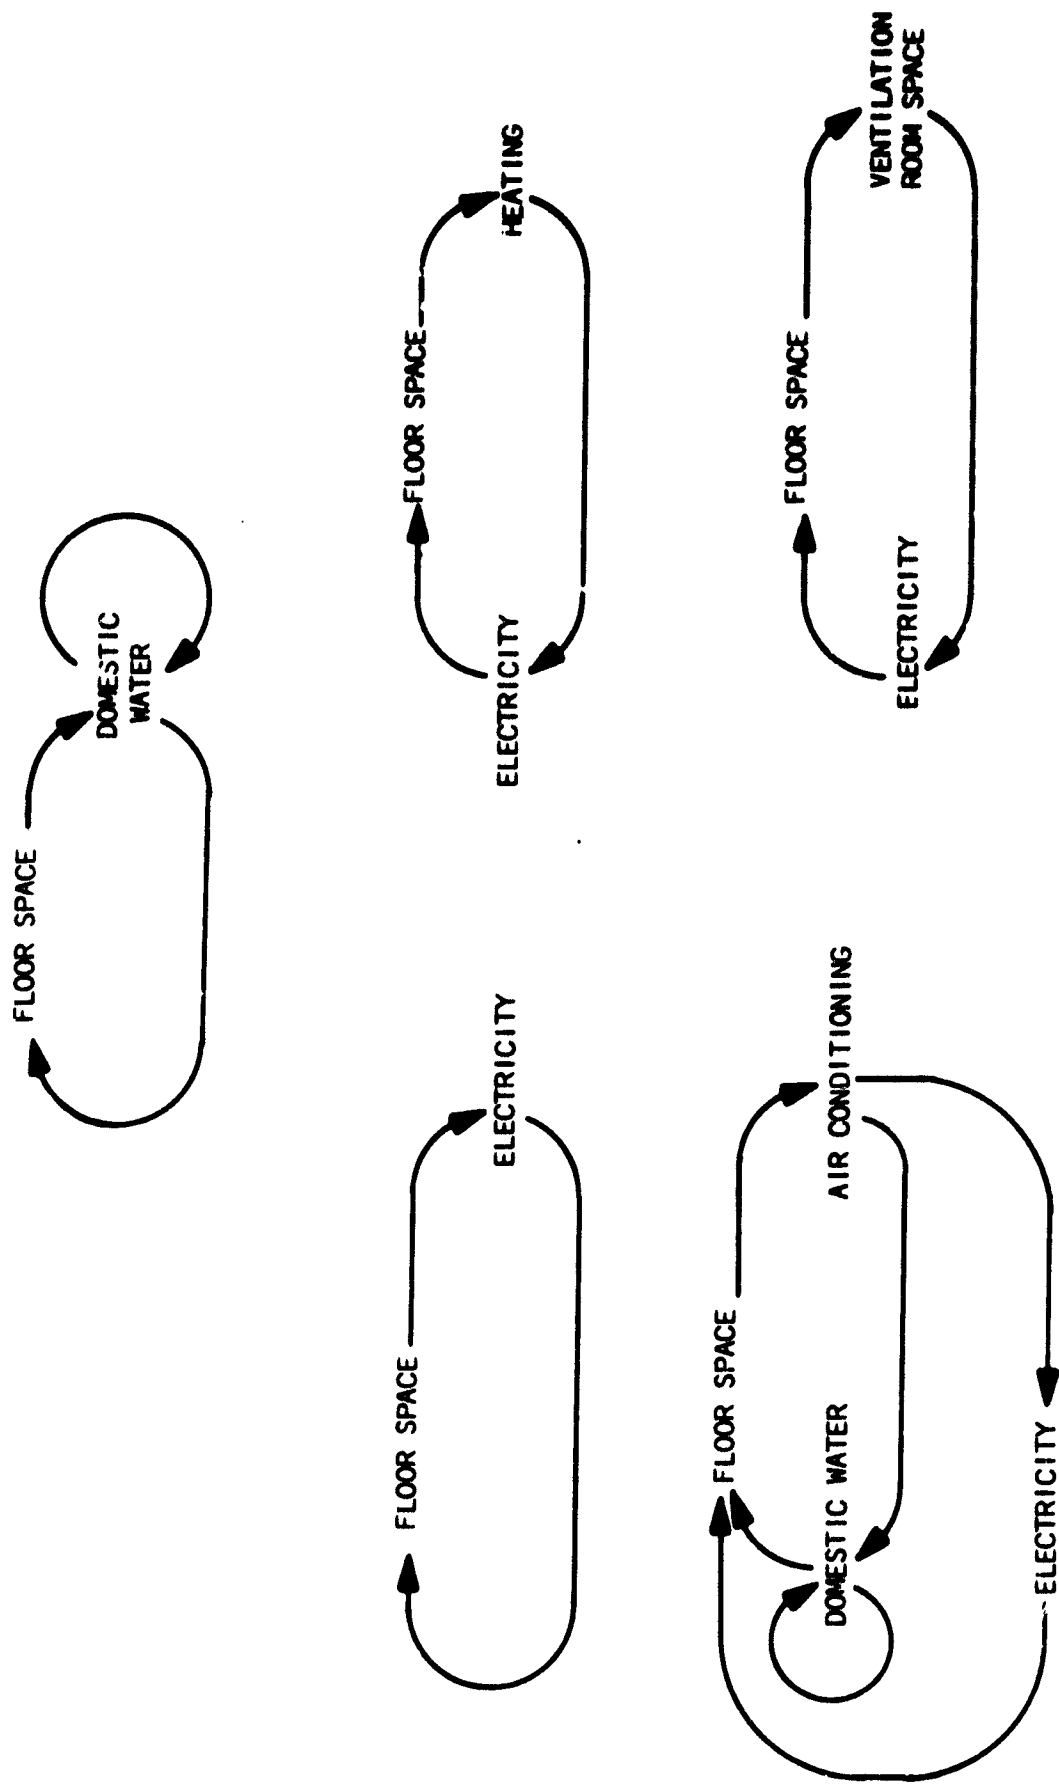 FLOOR SPACE
DOMESTIC
WATER
FLOOR SPACE
ELECTRICITY
FLOOR SPACE
HEATING
ELECTRICITY
FLOOR SPACE
AIR CONDITIONING
DOMESTIC WATER
ELECTRICITY
FLOOR SPACE
VENTILATION
ROOM SPACE
ELECTRICITY